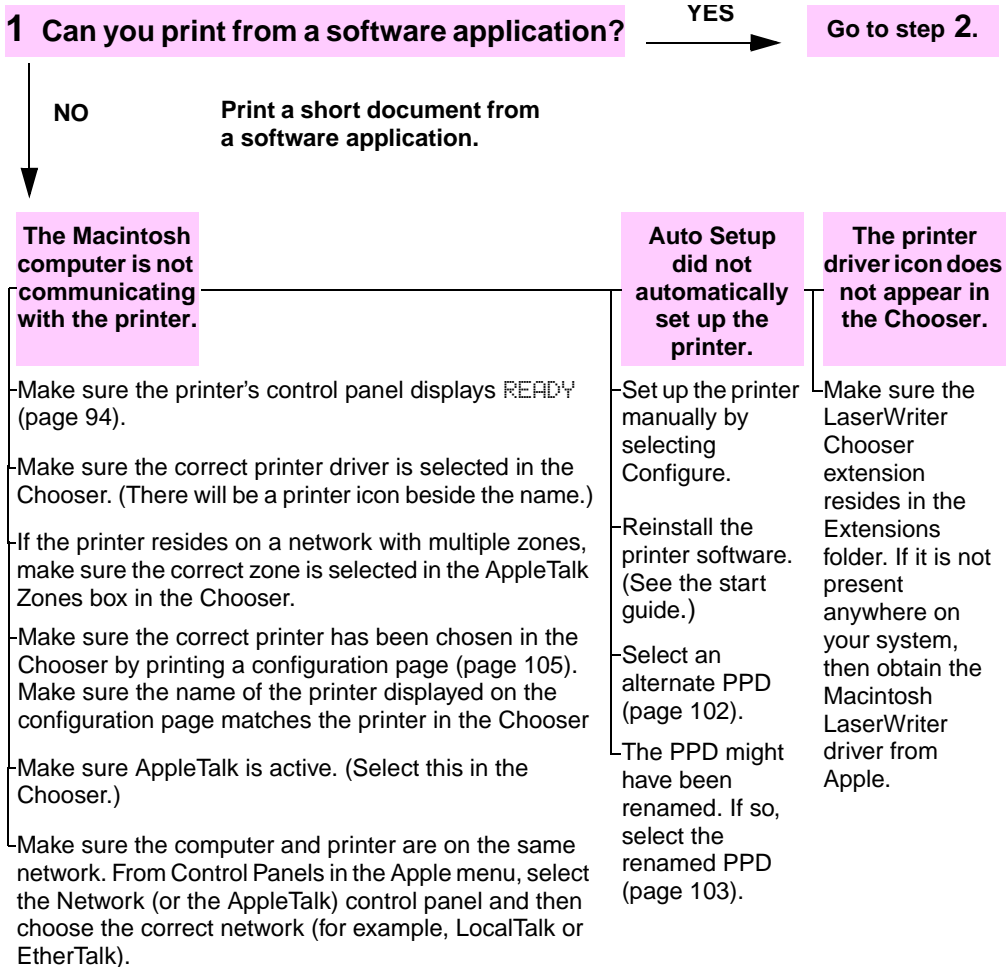 1 Can you print from a software application?
YES
Go to step 2.
NO
Print a short document from
a software application.
The Macintosh
computer is not
communicating
with the printer.
Make sure the printer's control panel displays READY
(page 94).
Make sure the correct printer driver is selected in the
Chooser. (There will be a printer icon beside the name.)
If the printer resides on a network with multiple zones,
make sure the correct zone is selected in the AppleTalk
Zones box in the Chooser.
Make sure the correct printer has been chosen in the
Chooser by printing a configuration page (page 105).
Make sure the name of the printer displayed on the
configuration page matches the printer in the Chooser
Make sure AppleTalk is active. (Select this in the
Chooser.)
Make sure the computer and printer are on the same
network. From Control Panels in the Apple menu, select
the Network (or the AppleTalk) control panel and then
choose the correct network (for example, LocalTalk or
EtherTalk).
Auto Setup
did not
automatically
set up the
printer.
Set up the printer
manually by
selecting
Configure.
Reinstall the
printer software.
(See the start
guide.)
Select an
alternate PPD
(page 102).
The PPD might
have been
renamed. If so,
select the
renamed PPD
(page 103).
The printer
driver icon does
not appear in
the Chooser.
Make sure the
LaserWriter
Chooser
extension
resides in the
Extensions
folder. If it is not
present
anywhere on
your system,
then obtain the
Macintosh
LaserWriter
driver from
Apple.